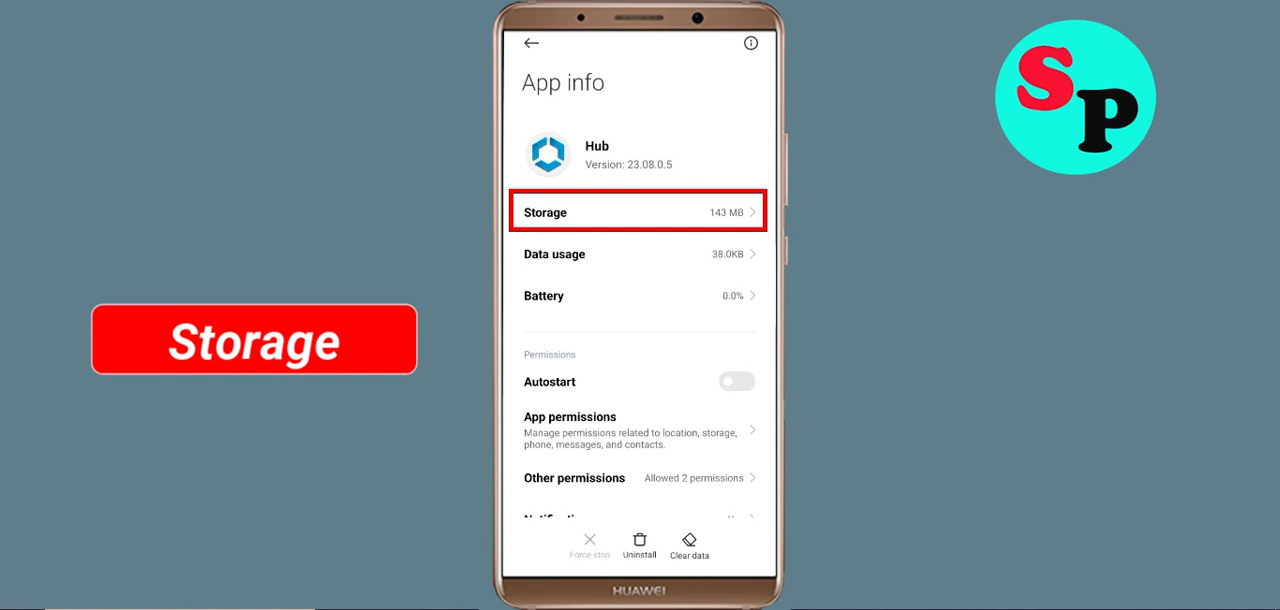 App info
Hub
Version: 23.08.0.5
Storage 143 MB
Data usage 38.0KB
Battery 0.0%
Permissions
Autostart
App permissions
Manage permissions related to location, storage,
phone, messages, and contacts.
Other permissions Allowed 2 permissions
Force stop Uninstall Clear data
HUAWEI
Storage
SP